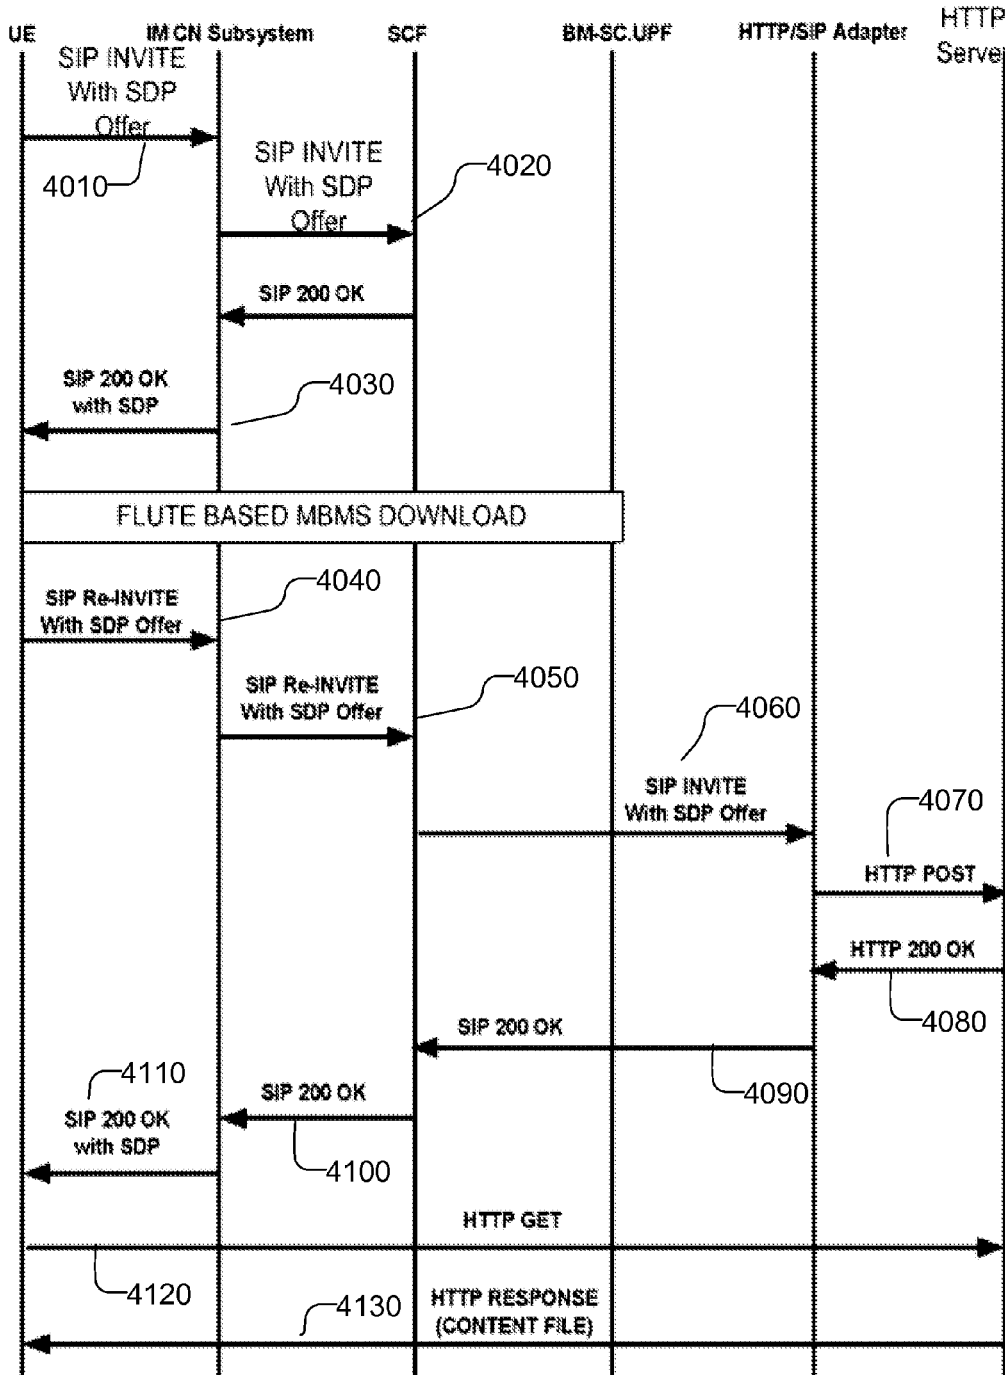 UE
IM CN Subsystem
SCF
BM-SC.UPF
HTTP/SIP Adapter
HTTP
Server
SIP INVITE
With SDP
Offer
4010
SIP INVITE
With SDP
Offer
4020
SIP 200 OK
SIP 200 OK
with SDP
4030
FLUTE BASED MBMS DOWNLOAD
4040
SIP Re-INVITE
With SDP Offer
SIP Re-INVITE
With SDP Offer
4050
4060
SIP INVITE
With SDP Offer
4070
HTTP POST
HTTP 200 OK
4080
SIP 200 OK
4090
4110
SIP 200 OK
with SDP
SIP 200 OK
4100
HTTP GET
4120
4130
HTTP RESPONSE
(CONTENT FILE)